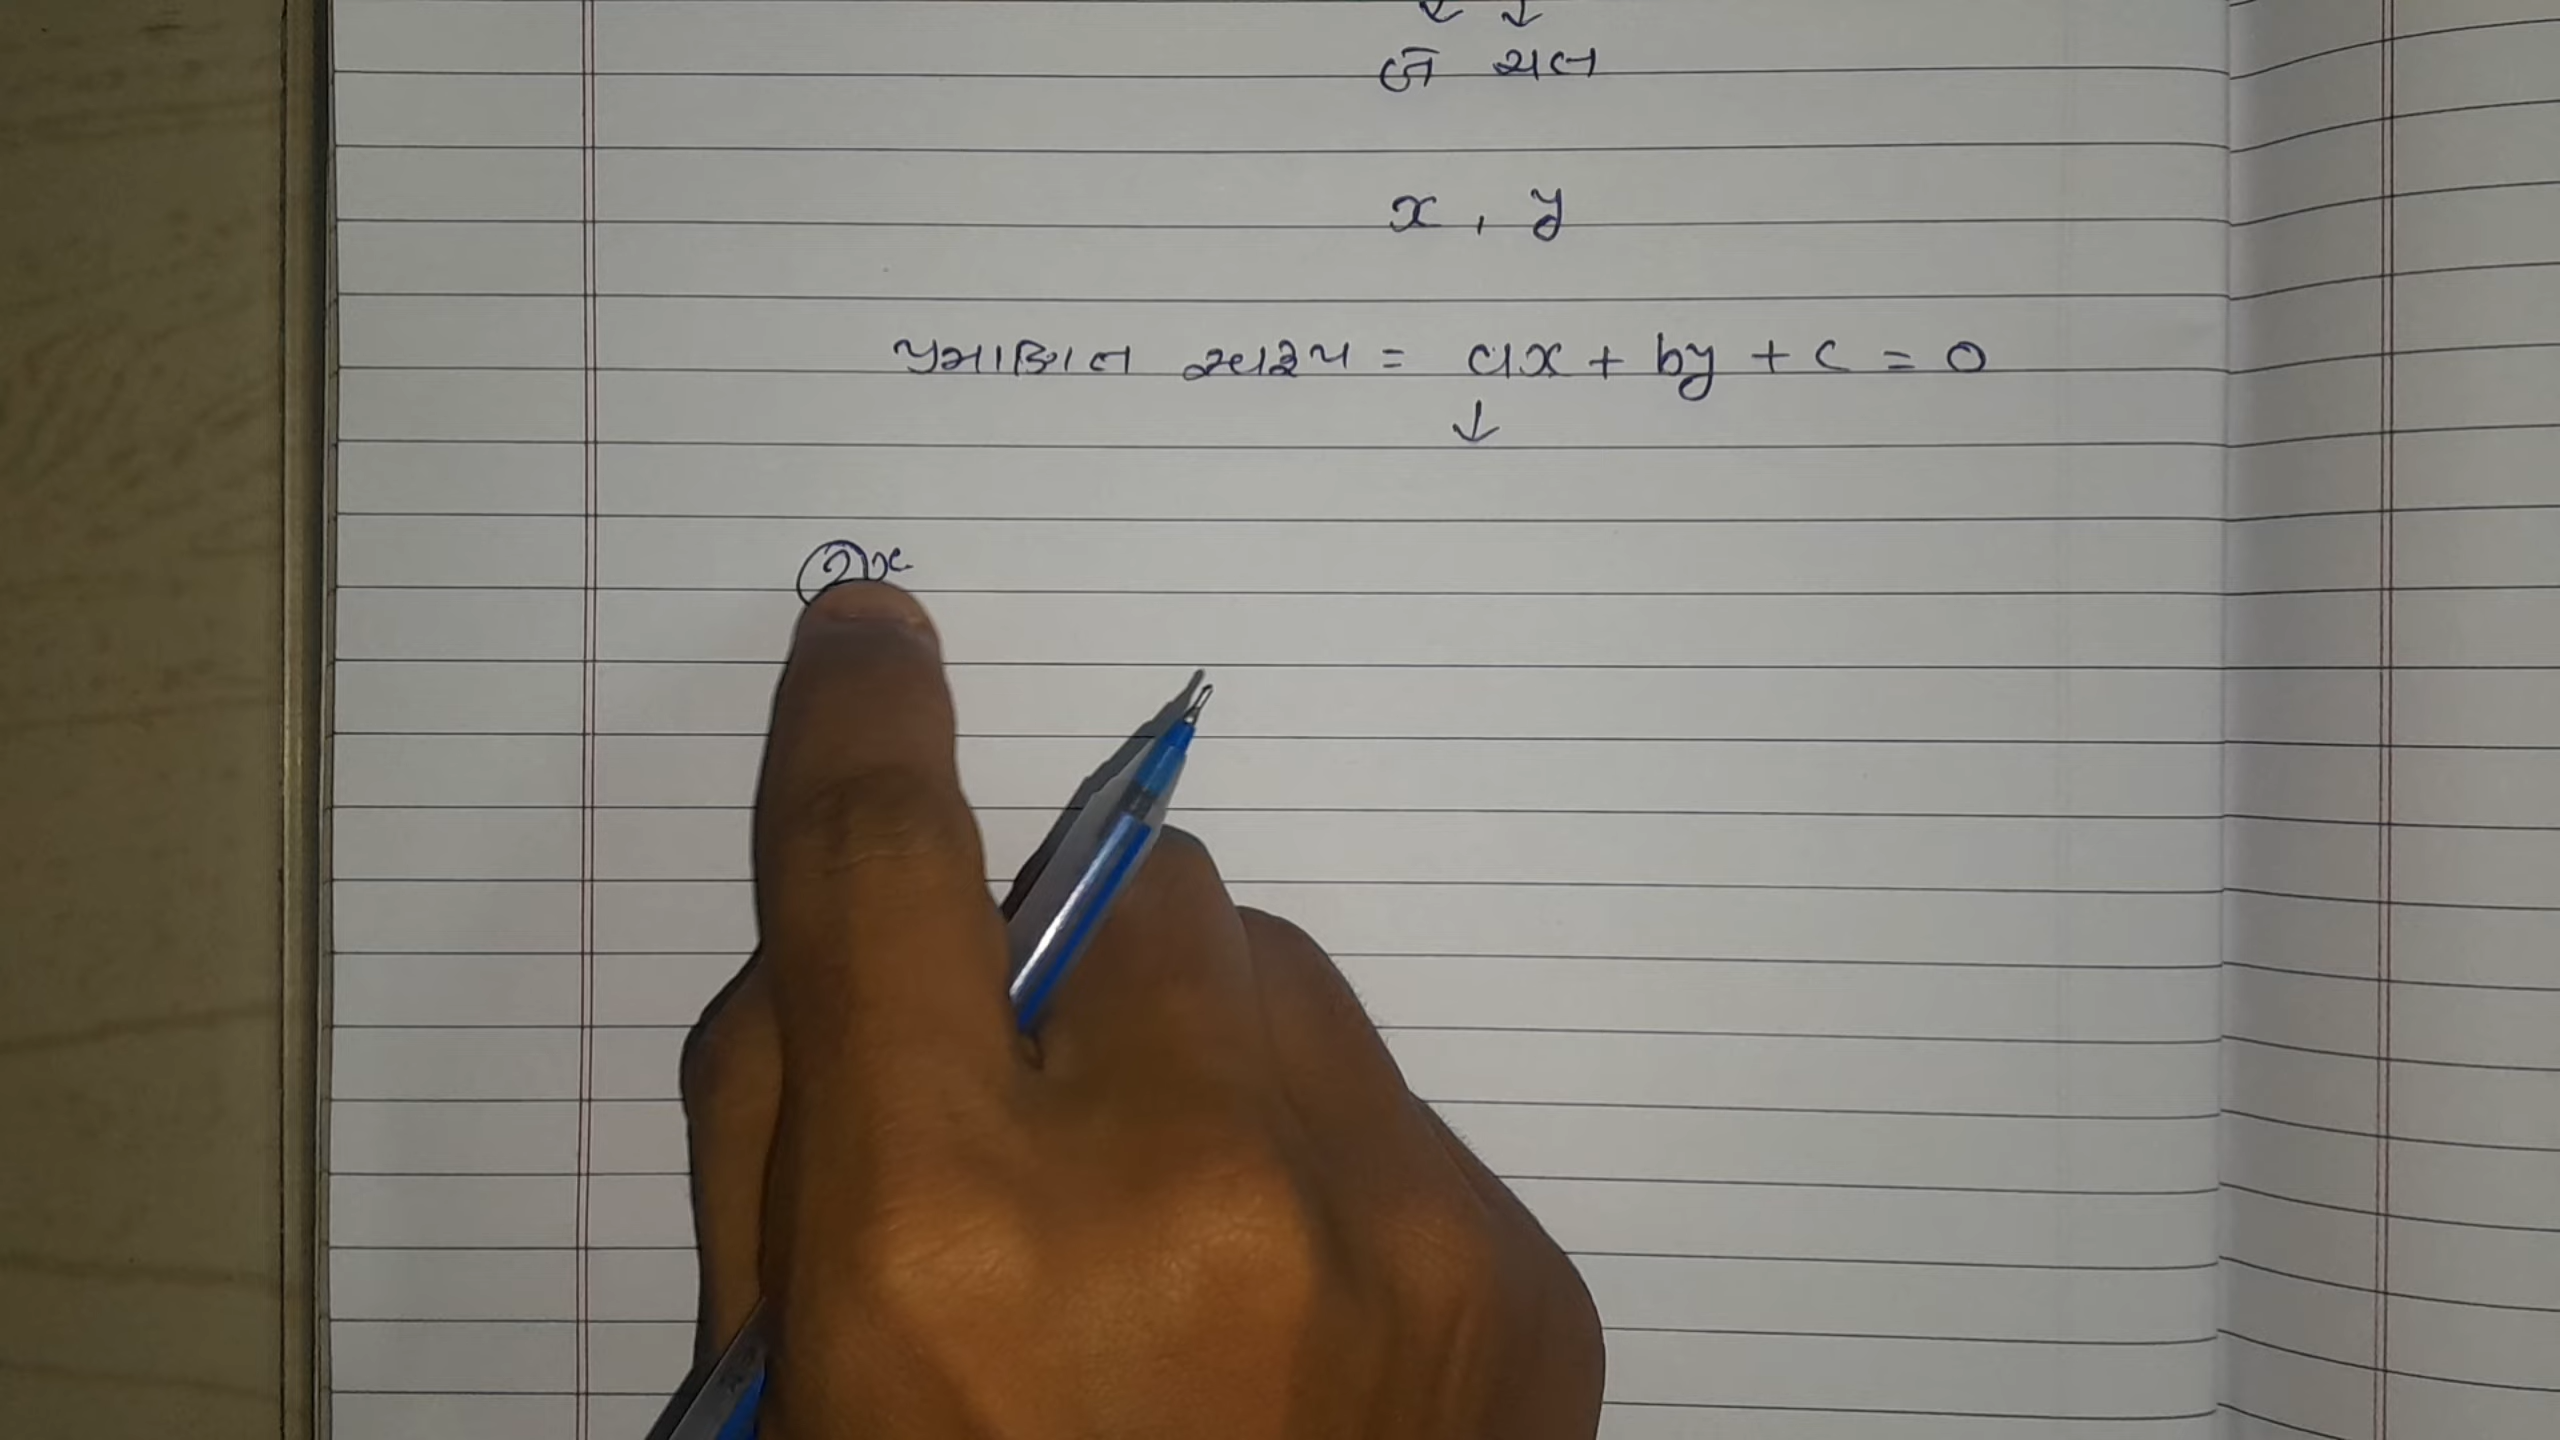 ↙ ↓
બે ચલ
x , y
પ્રમાણિત સ્વરૂપ = ax + by + c = 0
↓
2x